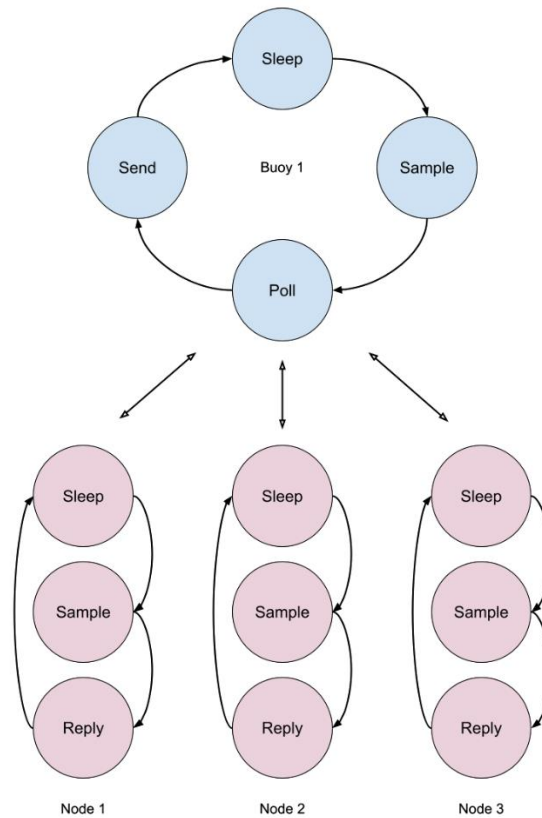 Sleep
Send
Buoy 1
Sample
Poll
Sleep
Sleep
Sleep
Sample
Sample
Sample
Reply
Reply
Reply
Node 1
Node 2
Node 3